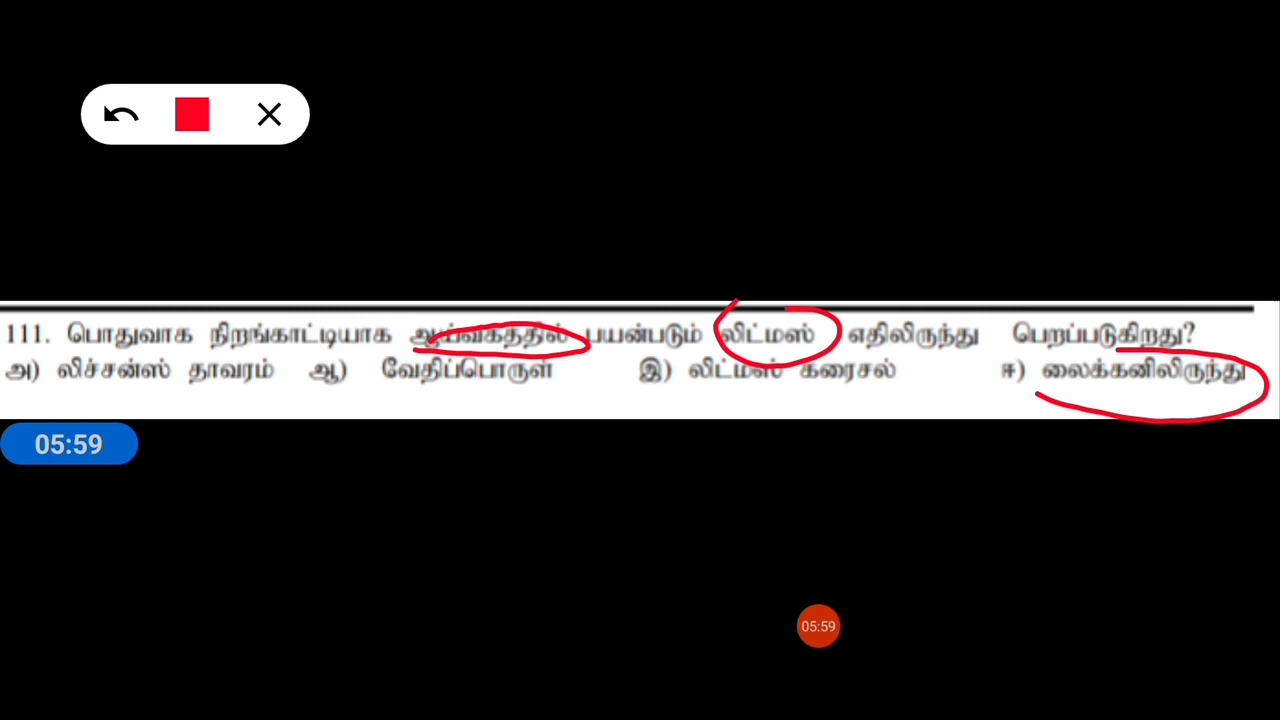 111. பொதுவாக நிறங்காட்டியாக ஆய்வகத்தில் பயன்படும் லிட்மஸ் எதிலிருந்து பெறப்படுகிறது?
அ) லிச்சன்ஸ் தாவரம் ஆ) வேதிப்பொருள் இ) லிட்மஸ் கரைசல் ஈ) லைக்கனிலிருந்து
05:59
05:59